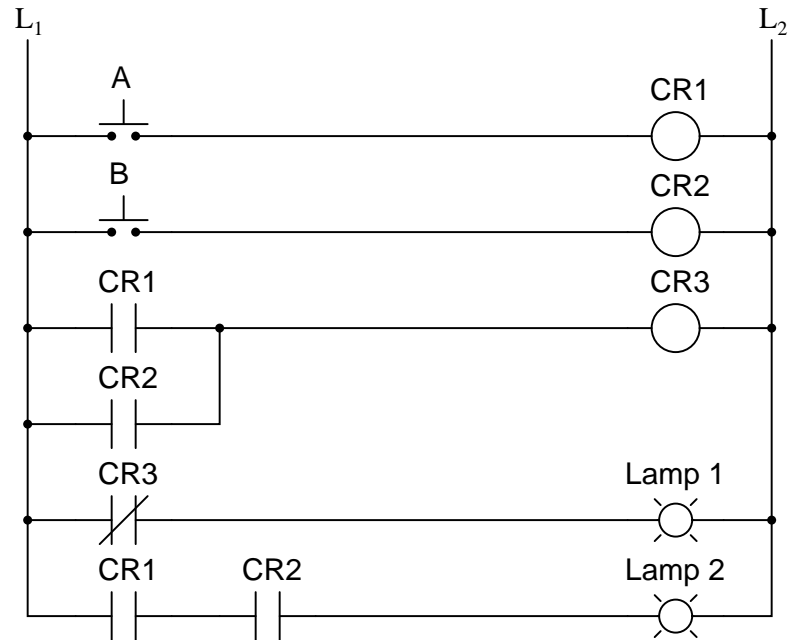 L₁ L₂
A
CR1
B
CR2
CR1
CR3
CR2
CR3
Lamp 1
CR1 CR2
Lamp 2